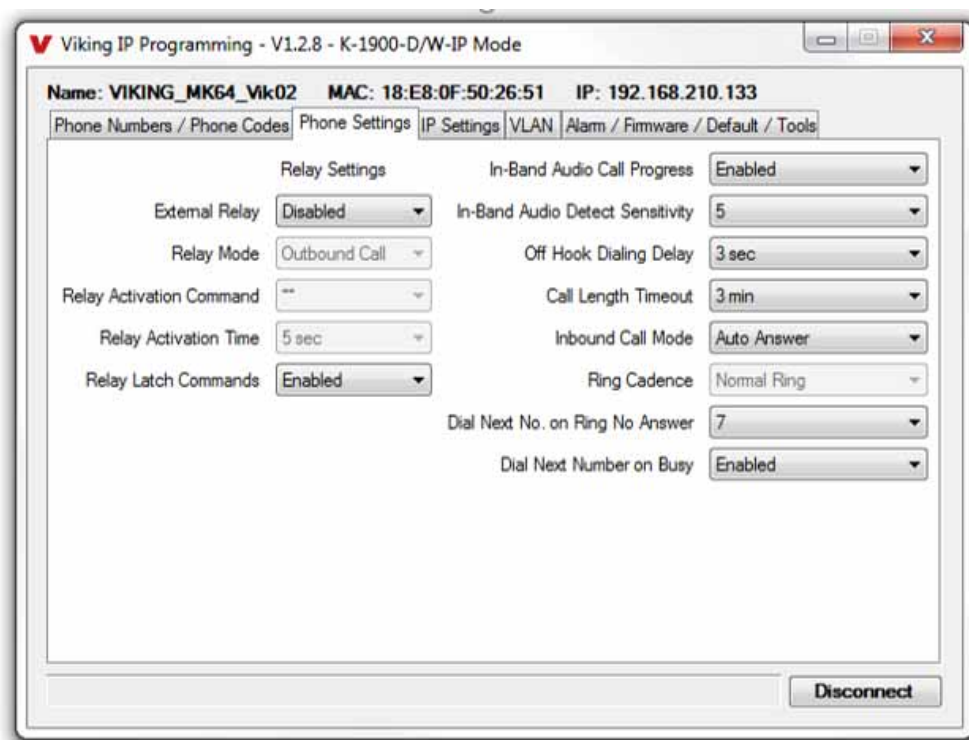 Viking IP Programming - V1.2.8 - K-1900-D/W-IP Mode
Name: VIKING_MK64_Vik02 MAC: 18:E8:0F:50:26:51 IP: 192.168.210.133
Phone Numbers / Phone Codes Phone Settings IP Settings VLAN Alarm / Firmware / Default / Tools
Relay Settings
External Relay Disabled
Relay Mode Outbound Call
Relay Activation Command **
Relay Activation Time 5 sec
Relay Latch Commands Enabled
In-Band Audio Call Progress Enabled
In-Band Audio Detect Sensitivity 5
Off Hook Dialing Delay 3 sec
Call Length Timeout 3 min
Inbound Call Mode Auto Answer
Ring Cadence Normal Ring
Dial Next No. on Ring No Answer 7
Dial Next Number on Busy Enabled
Disconnect